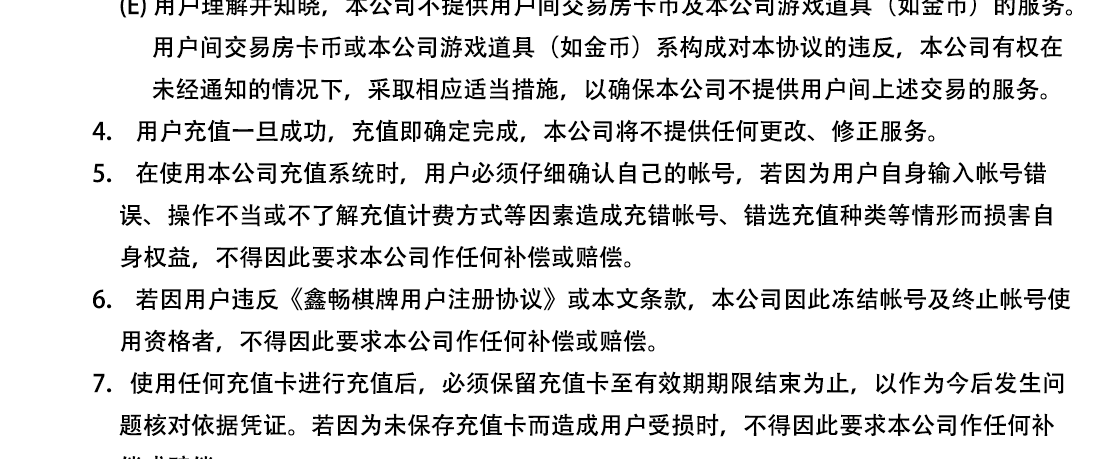 (E) 用户理解并知晓，本公司不提供用户间交易房卡币及本公司游戏道具（如金币）的服务。
用户间交易房卡币或本公司游戏道具（如金币）系构成对本协议的违反，本公司有权在
未经通知的情况下，采取相应适当措施，以确保本公司不提供用户间上述交易的服务。
4. 用户充值一旦成功，充值即确定完成，本公司将不提供任何更改、修正服务。
5. 在使用本公司充值系统时，用户必须仔细确认自己的帐号，若因为用户自身输入帐号错
误、操作不当或不了解充值计费方式等因素造成充错帐号、错选充值种类等情形而损害自
身权益，不得因此要求本公司作任何补偿或赔偿。
6. 若因用户违反《鑫畅棋牌用户注册协议》或本文条款，本公司因此冻结帐号及终止帐号使
用资格者，不得因此要求本公司作任何补偿或赔偿。
7. 使用任何充值卡进行充值后，必须保留充值卡至有效期期限结束为止，以作为今后发生问
题核对依据凭证。若因为未保存充值卡而造成用户受损时，不得因此要求本公司作任何补
偿或赔偿